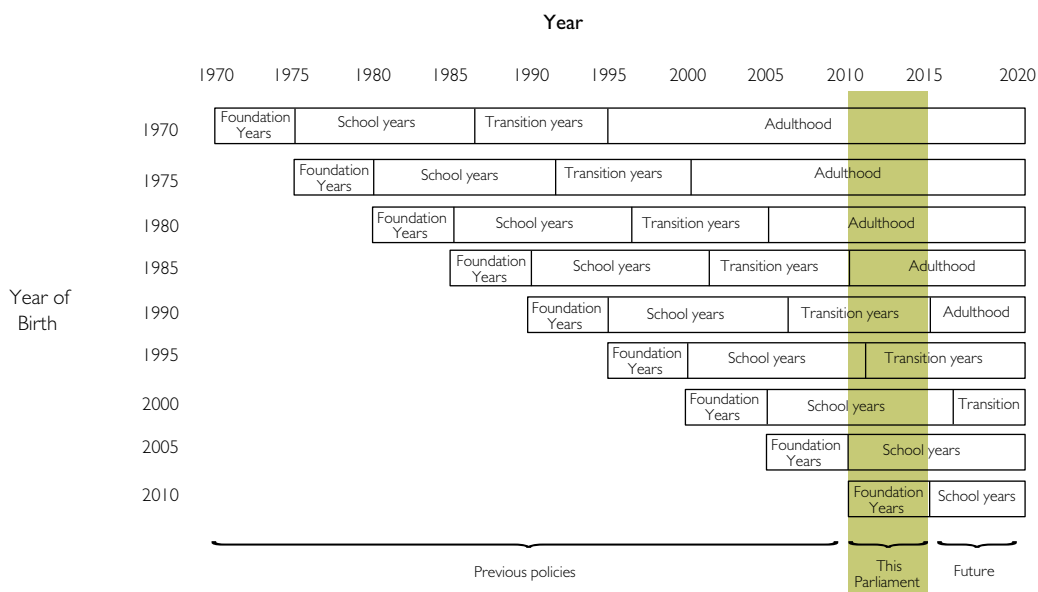 Year
1970 1975 1980 1985 1990 1995 2000 2005 2010 2015 2020
1970 Foundation Years School years Transition years Adulthood
1975 Foundation Years School years Transition years Adulthood
1980 Foundation Years School years Transition years Adulthood
1985 Foundation Years School years Transition years Adulthood
Year of Birth
1990 Foundation Years School years Transition years Adulthood
1995 Foundation Years School years Transition years
2000 Foundation Years School years Transition
2005 Foundation Years School years
2010 Foundation Years School years
Previous policies This Parliament Future